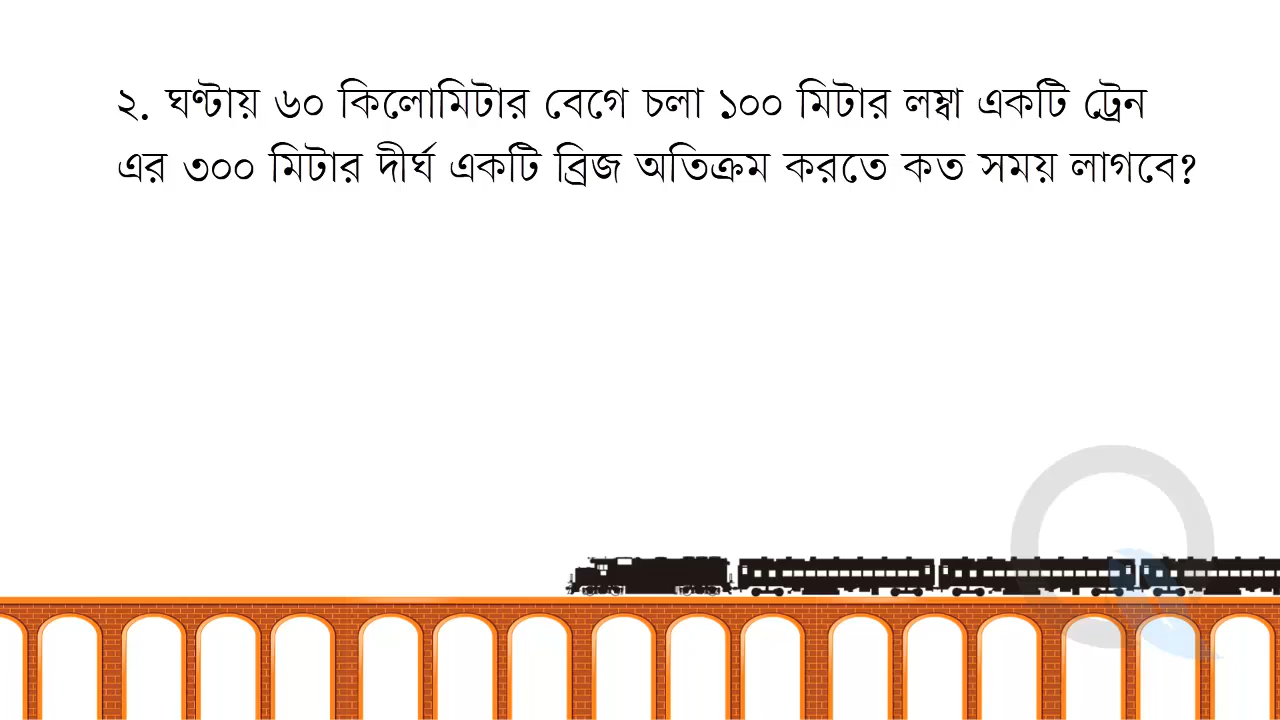 ২. ঘণ্টায় ৬০ কিলোমিটার বেগে চলা ১০০ মিটার লম্বা একটি ট্রেন
এর ৩০০ মিটার দীর্ঘ একটি ব্রিজ অতিক্রম করতে কত সময় লাগবে?